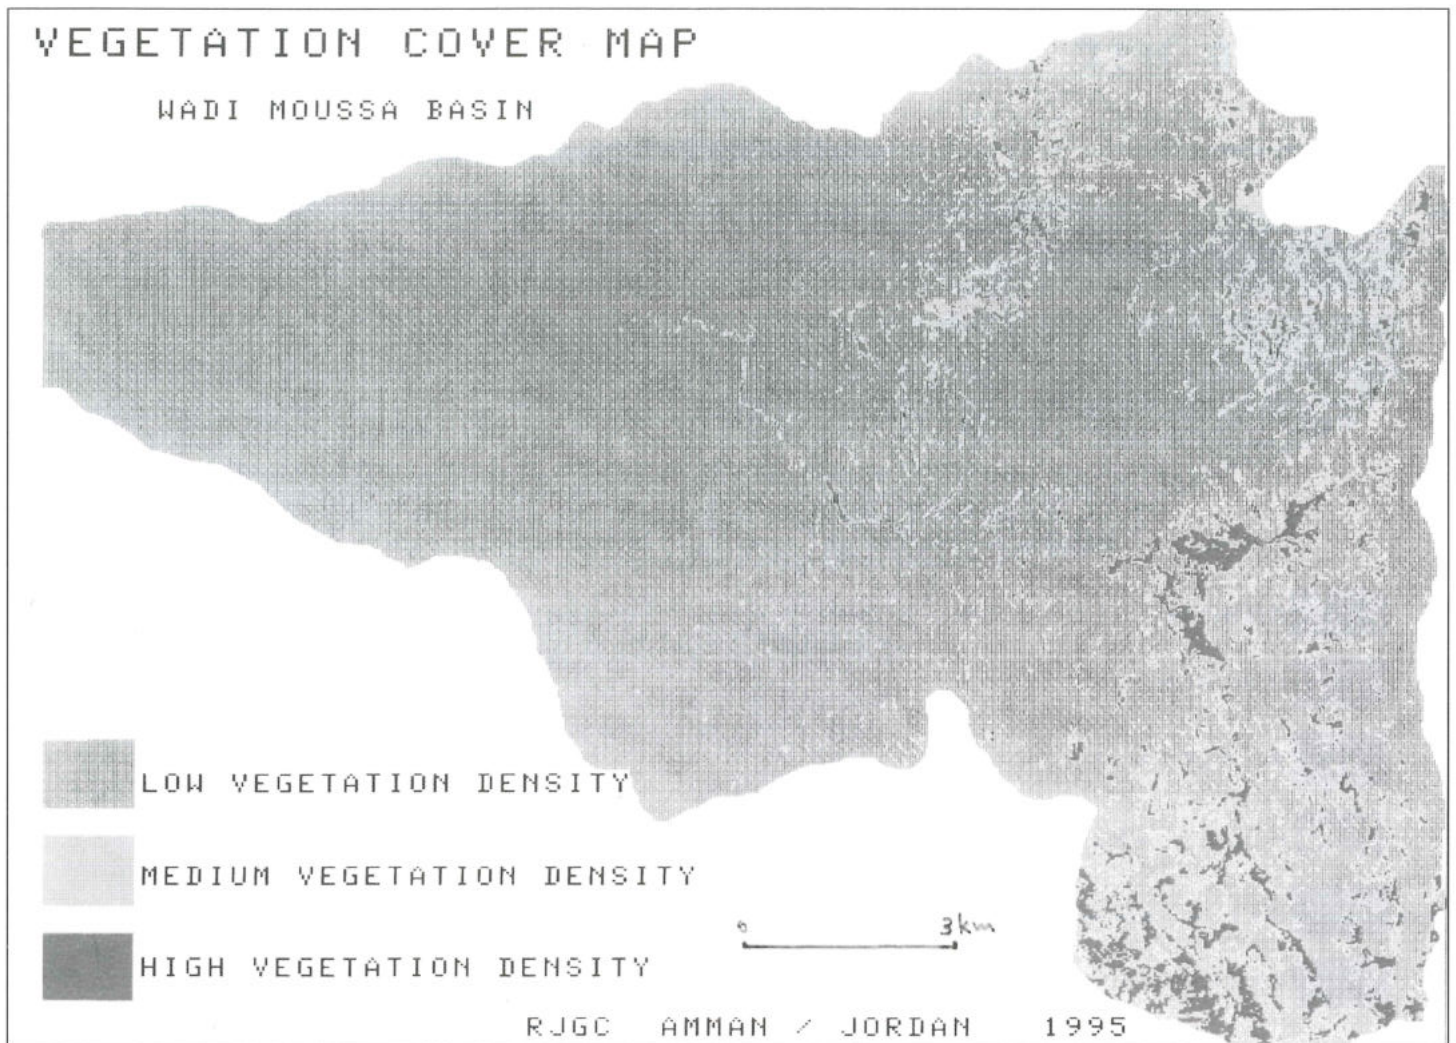 VEGETATION COVER MAP
WADI MOUSSA BASIN
LOW VEGETATION DENSITY
MEDIUM VEGETATION DENSITY
HIGH VEGETATION DENSITY
0 3km
RJGC AMMAN / JORDAN 1995